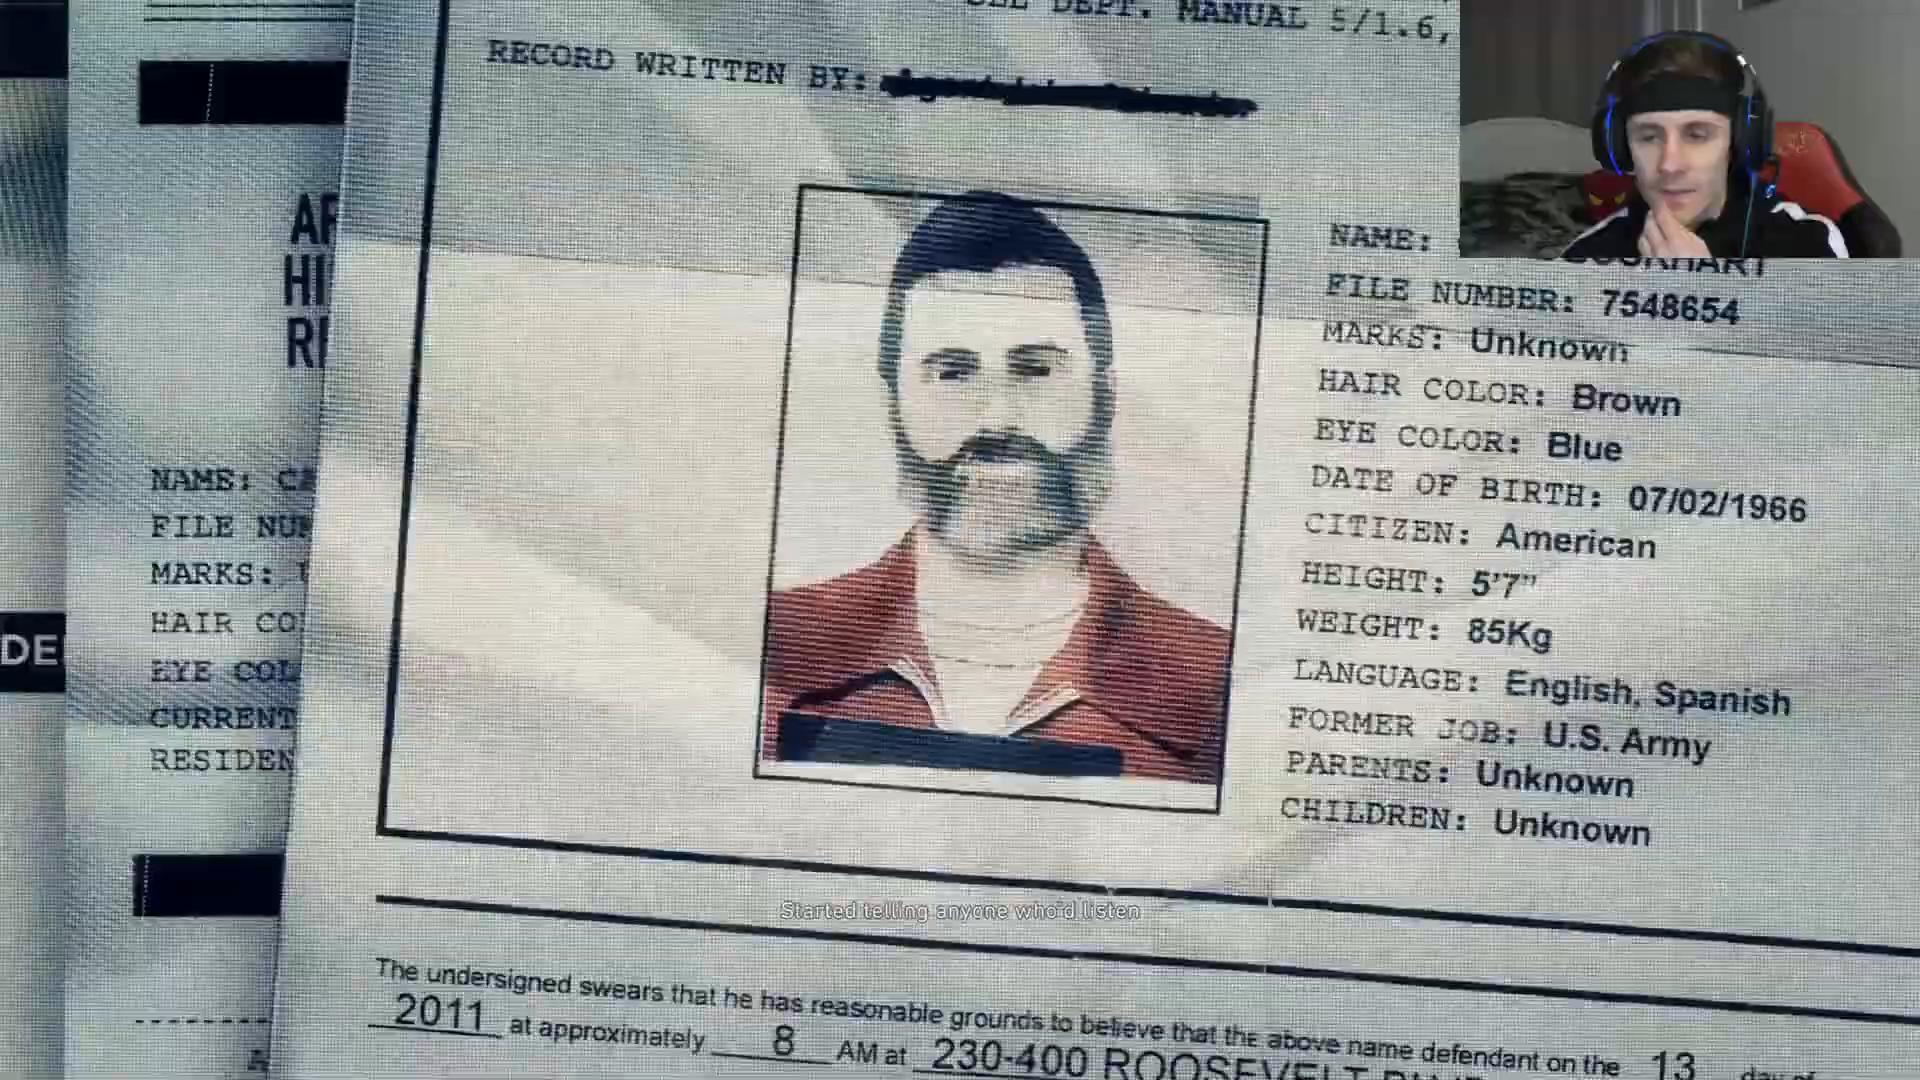 DEPT. MANUAL 5/1.6,
RECORD WRITTEN BY:
NAME:
FILE NUMBER: 7548654
MARKS: Unknown
HAIR COLOR: Brown
EYE COLOR: Blue
DATE OF BIRTH: 07/02/1966
CITIZEN: American
HEIGHT: 5'7"
WEIGHT: 85Kg
LANGUAGE: English, Spanish
FORMER JOB: U.S. Army
PARENTS: Unknown
CHILDREN: Unknown
NAME:
FILE
MARKS:
HAIR
EYE
CURRENT
DE
Started telling anyone who'd listen
The undersigned swears that he has reasonable grounds to believe that the above name defendant on the 13 day of
2011 at approximately 8 AM at 230-400 ROOSEVELT